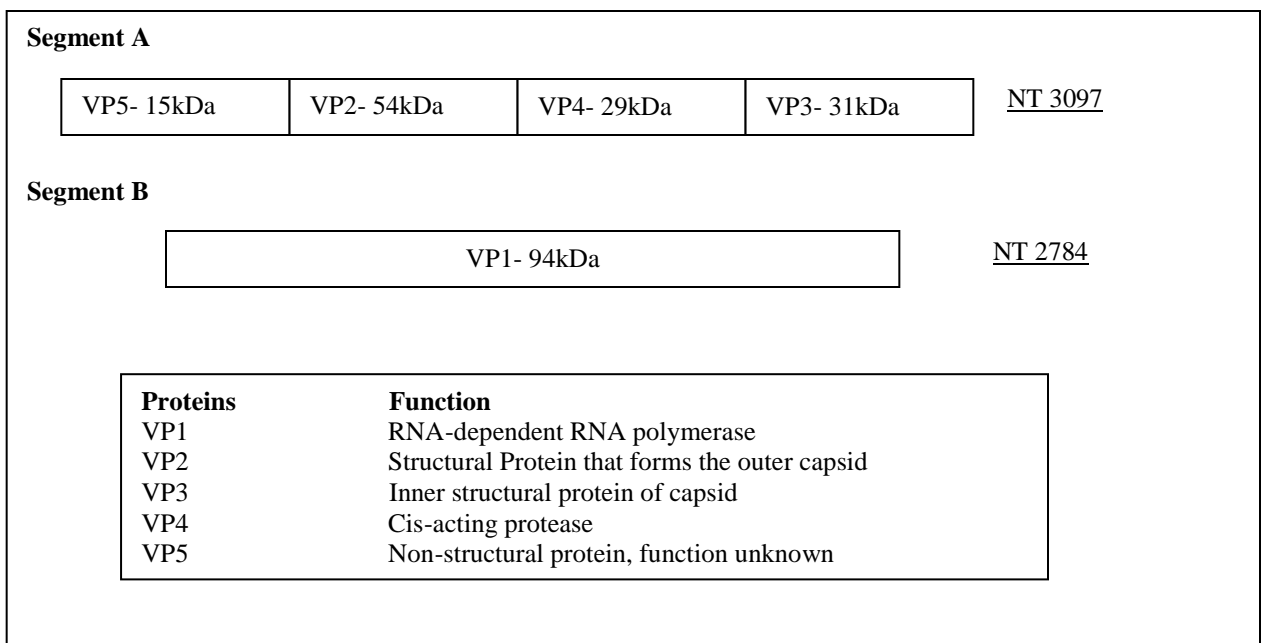 Segment A
VP5- 15kDa VP2- 54kDa VP4- 29kDa VP3- 31kDa NT 3097
Segment B
VP1- 94kDa NT 2784
Proteins Function
VP1 RNA-dependent RNA polymerase
VP2 Structural Protein that forms the outer capsid
VP3 Inner structural protein of capsid
VP4 Cis-acting protease
VP5 Non-structural protein, function unknown